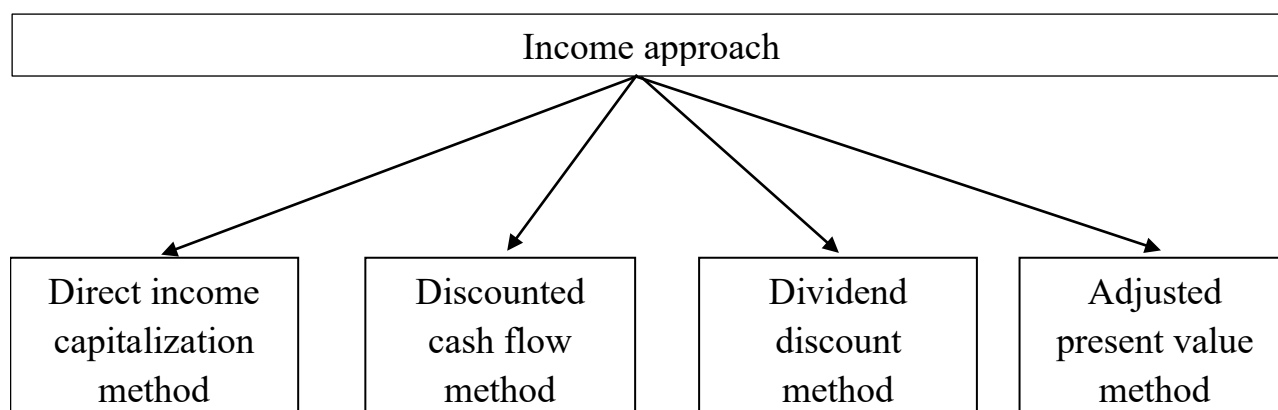 Income approach
Direct income
capitalization
method
Discounted
cash flow
method
Dividend
discount
method
Adjusted
present value
method